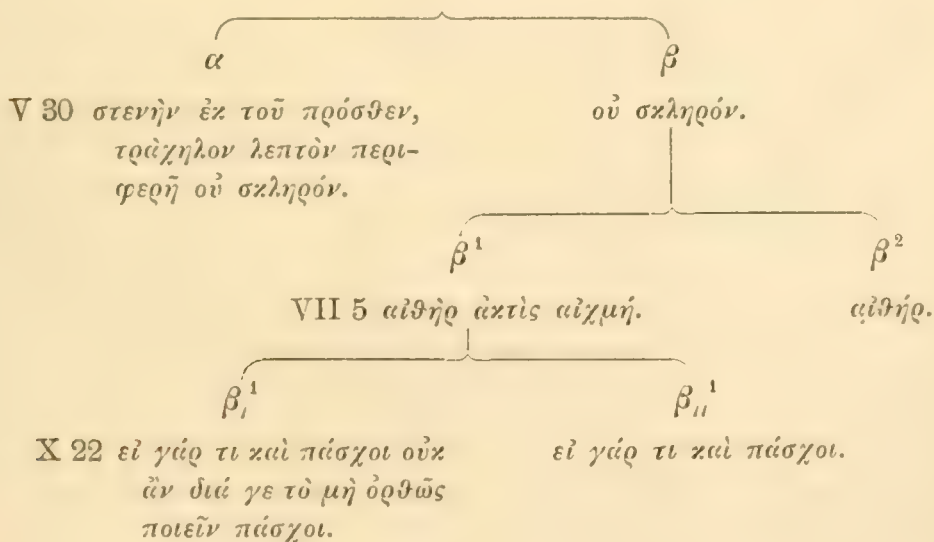 α β
V 30 στενὴν ἐκ τοῦ πρόσθεν, οὐ σκληρόν.
τράχηλον λεπτὸν περι-
φερῆ οὐ σκληρόν.
β¹ β²
VII 5 αἰθὴρ ἀκτὶς αἰχμή. αἰθήρ.
β͵¹ β͵͵¹
X 22 εἰ γάρ τι καὶ πάσχοι οὐκ εἰ γάρ τι καὶ πάσχοι.
ἂν διά γε τὸ μὴ ὀρθῶς
ποιεῖν πάσχοι.